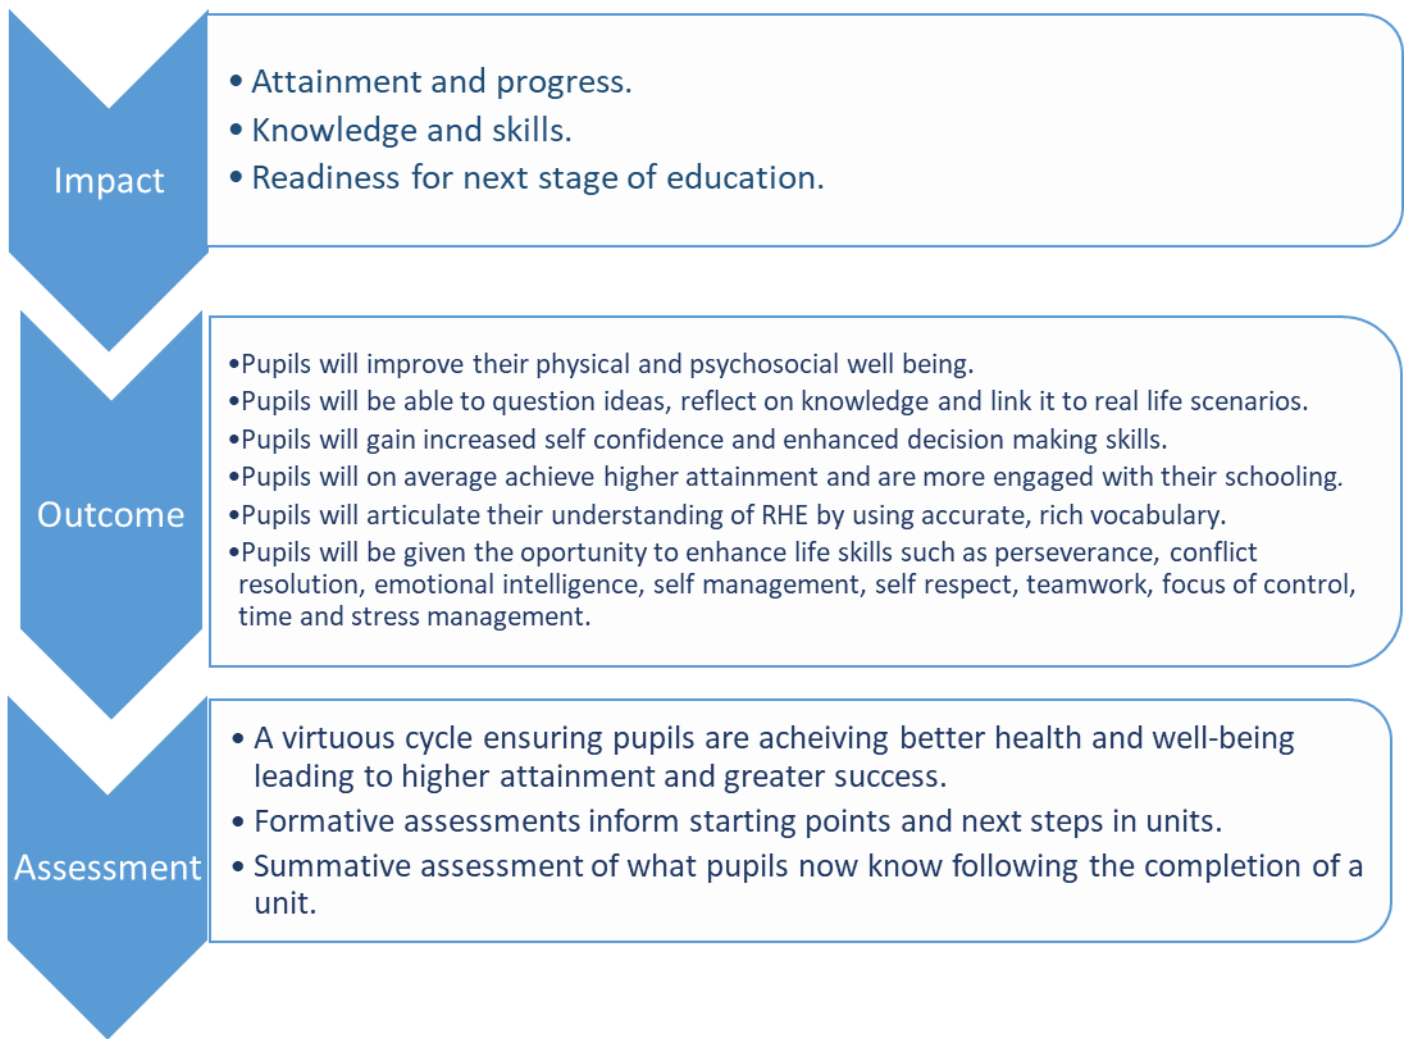 Impact
• Attainment and progress.
• Knowledge and skills.
• Readiness for next stage of education.
Outcome
•Pupils will improve their physical and psychosocial well being.
•Pupils will be able to question ideas, reflect on knowledge and link it to real life scenarios.
•Pupils will gain increased self confidence and enhanced decision making skills.
•Pupils will on average achieve higher attainment and are more engaged with their schooling.
•Pupils will articulate their understanding of RHE by using accurate, rich vocabulary.
•Pupils will be given the oportunity to enhance life skills such as perseverance, conflict
resolution, emotional intelligence, self management, self respect, teamwork, focus of control,
time and stress management.
Assessment
• A virtuous cycle ensuring pupils are acheiving better health and well-being
leading to higher attainment and greater success.
• Formative assessments inform starting points and next steps in units.
• Summative assessment of what pupils now know following the completion of a
unit.